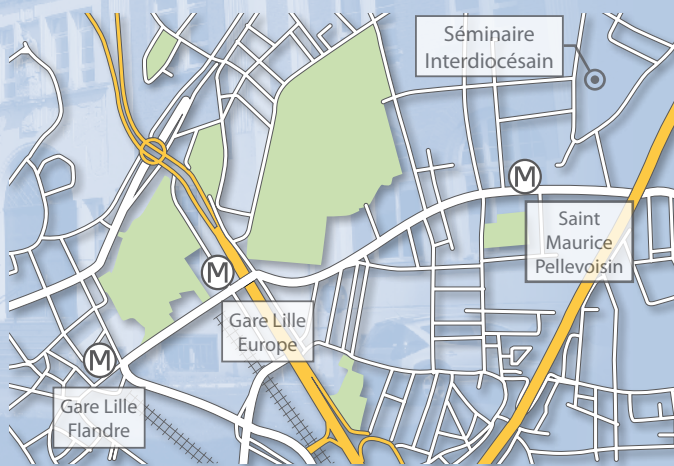 Séminaire
Interdiocésain
M
Saint
Maurice
Pellevoisin
M
Gare Lille
Europe
M
Gare Lille
Flandre